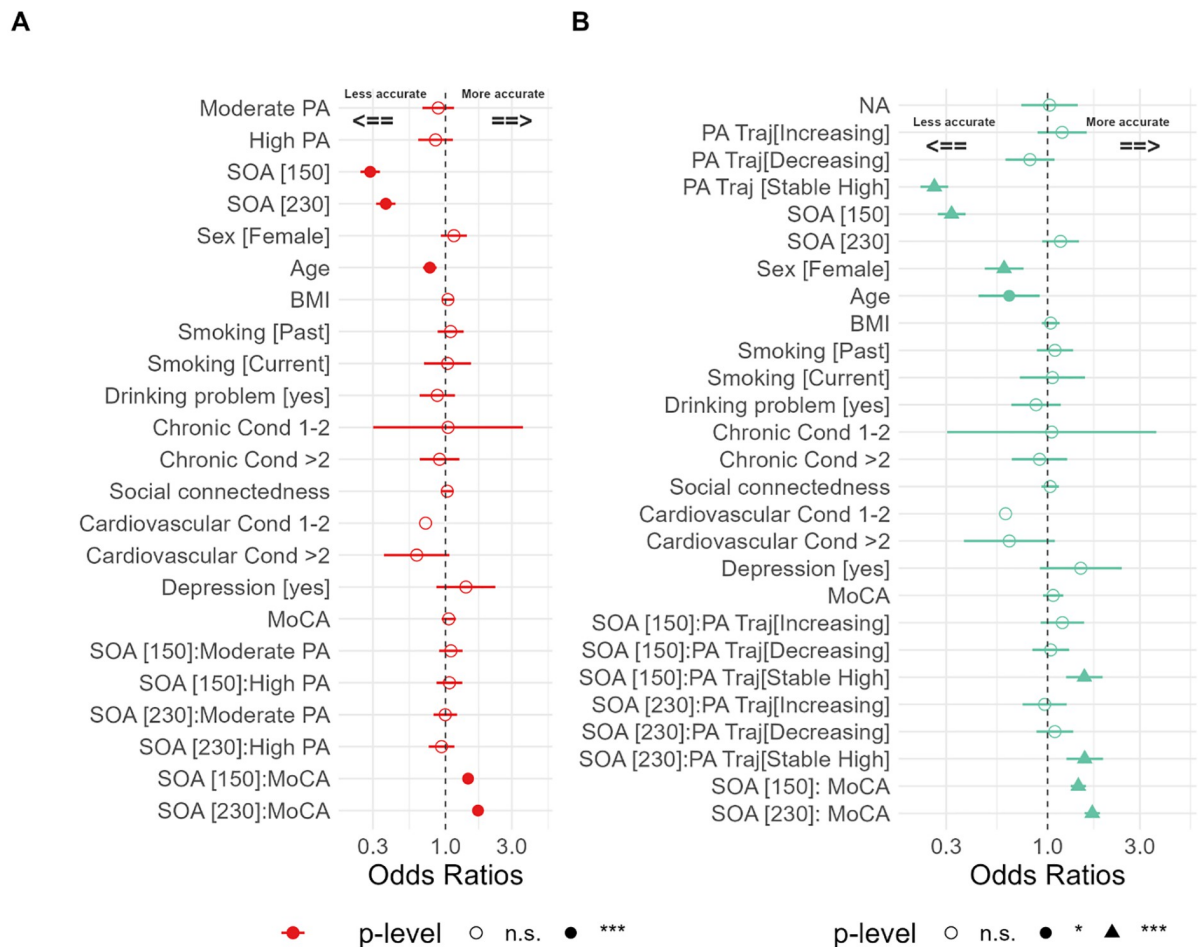 A
Less accurate
More accurate
<==
==>
Moderate PA
High PA
SOA [150]
SOA [230]
Sex [Female]
Age
BMI
Smoking [Past]
Smoking [Current]
Drinking problem [yes]
Chronic Cond 1-2
Chronic Cond >2
Social connectedness
Cardiovascular Cond 1-2
Cardiovascular Cond >2
Depression [yes]
MoCA
SOA [150]:Moderate PA
SOA [150]:High PA
SOA [230]:Moderate PA
SOA [230]:High PA
SOA [150]:MoCA
SOA [230]:MoCA
0.3 1.0 3.0
Odds Ratios
p-level n.s. ***
B
Less accurate
More accurate
<==
==>
NA
PA Traj[Increasing]
PA Traj[Decreasing]
PA Traj [Stable High]
SOA [150]
SOA [230]
Sex [Female]
Age
BMI
Smoking [Past]
Smoking [Current]
Drinking problem [yes]
Chronic Cond 1-2
Chronic Cond >2
Social connectedness
Cardiovascular Cond 1-2
Cardiovascular Cond >2
Depression [yes]
MoCA
SOA [150]:PA Traj[Increasing]
SOA [150]:PA Traj[Decreasing]
SOA [150]:PA Traj[Stable High]
SOA [230]:PA Traj[Increasing]
SOA [230]:PA Traj[Decreasing]
SOA [230]:PA Traj[Stable High]
SOA [150]: MoCA
SOA [230]: MoCA
0.3 1.0 3.0
Odds Ratios
p-level n.s. * ***